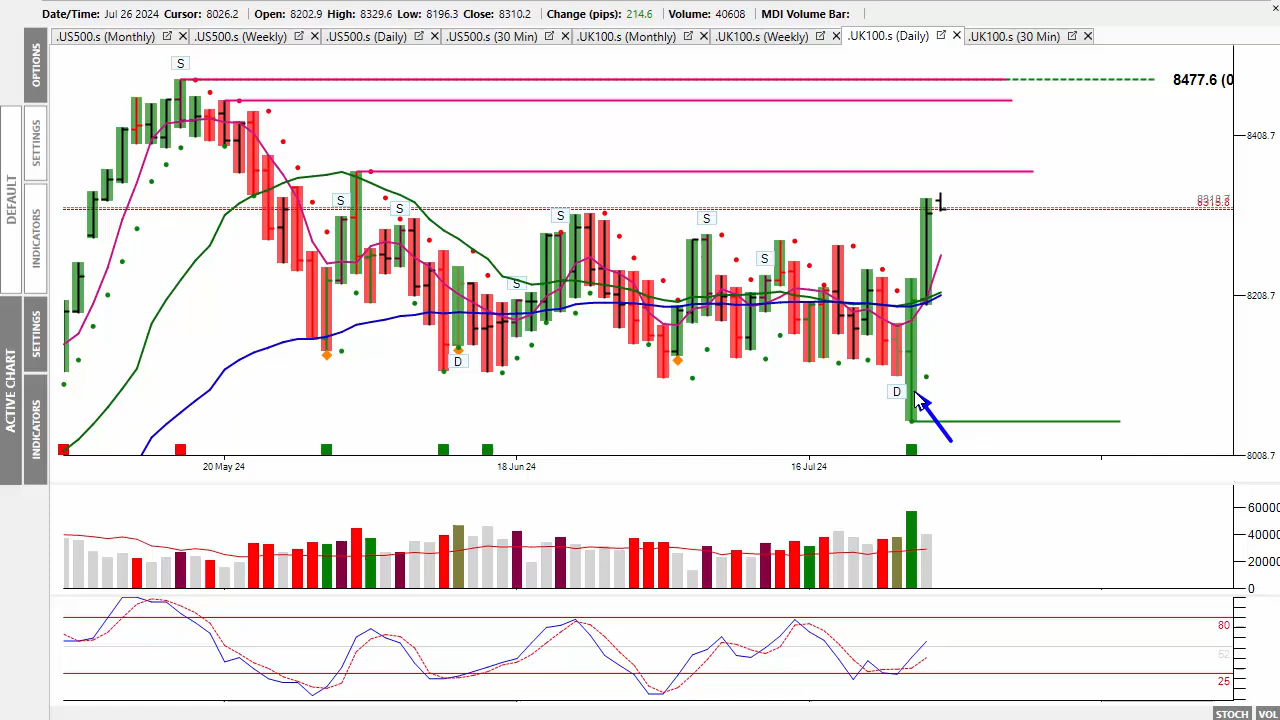 Date/Time: Jul 26 2024 Cursor: 8026.2 Open: 8202.9 High: 8329.6 Low: 8196.3 Close: 8310.2 Change (pips): 214.6 Volume: 40608 MDI Volume Bar:
.US500.s (Monthly) .US500.s (Weekly) .US500.s (Daily) .US500.s (30 Min) .UK100.s (Monthly) .UK100.s (Weekly) .UK100.s (Daily) .UK100.s (30 Min)
OPTIONS
SETTINGS
INDICATORS
DEFAULT
SETTINGS
INDICATORS
ACTIVE CHART
S
8477.6 (0
8408.7
S
S
S
S
S
S
8208.7
D
D
8008.7
20 May 24 18 Jun 24 16 Jul 24
60000
40000
20000
0
80
52
25
STOCH VOL